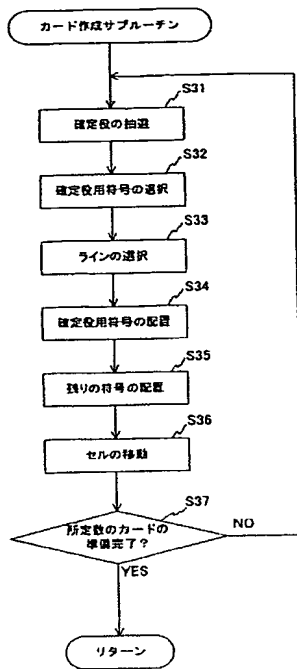 カード作成サブルーチン
S31
確定役の抽選
S32
確定役用符号の選択
S33
ラインの選択
S34
確定役用符号の配置
S35
残りの符号の配置
S36
セルの移動
S37
所定数のカードの
準備完了?
NO
YES
リターン